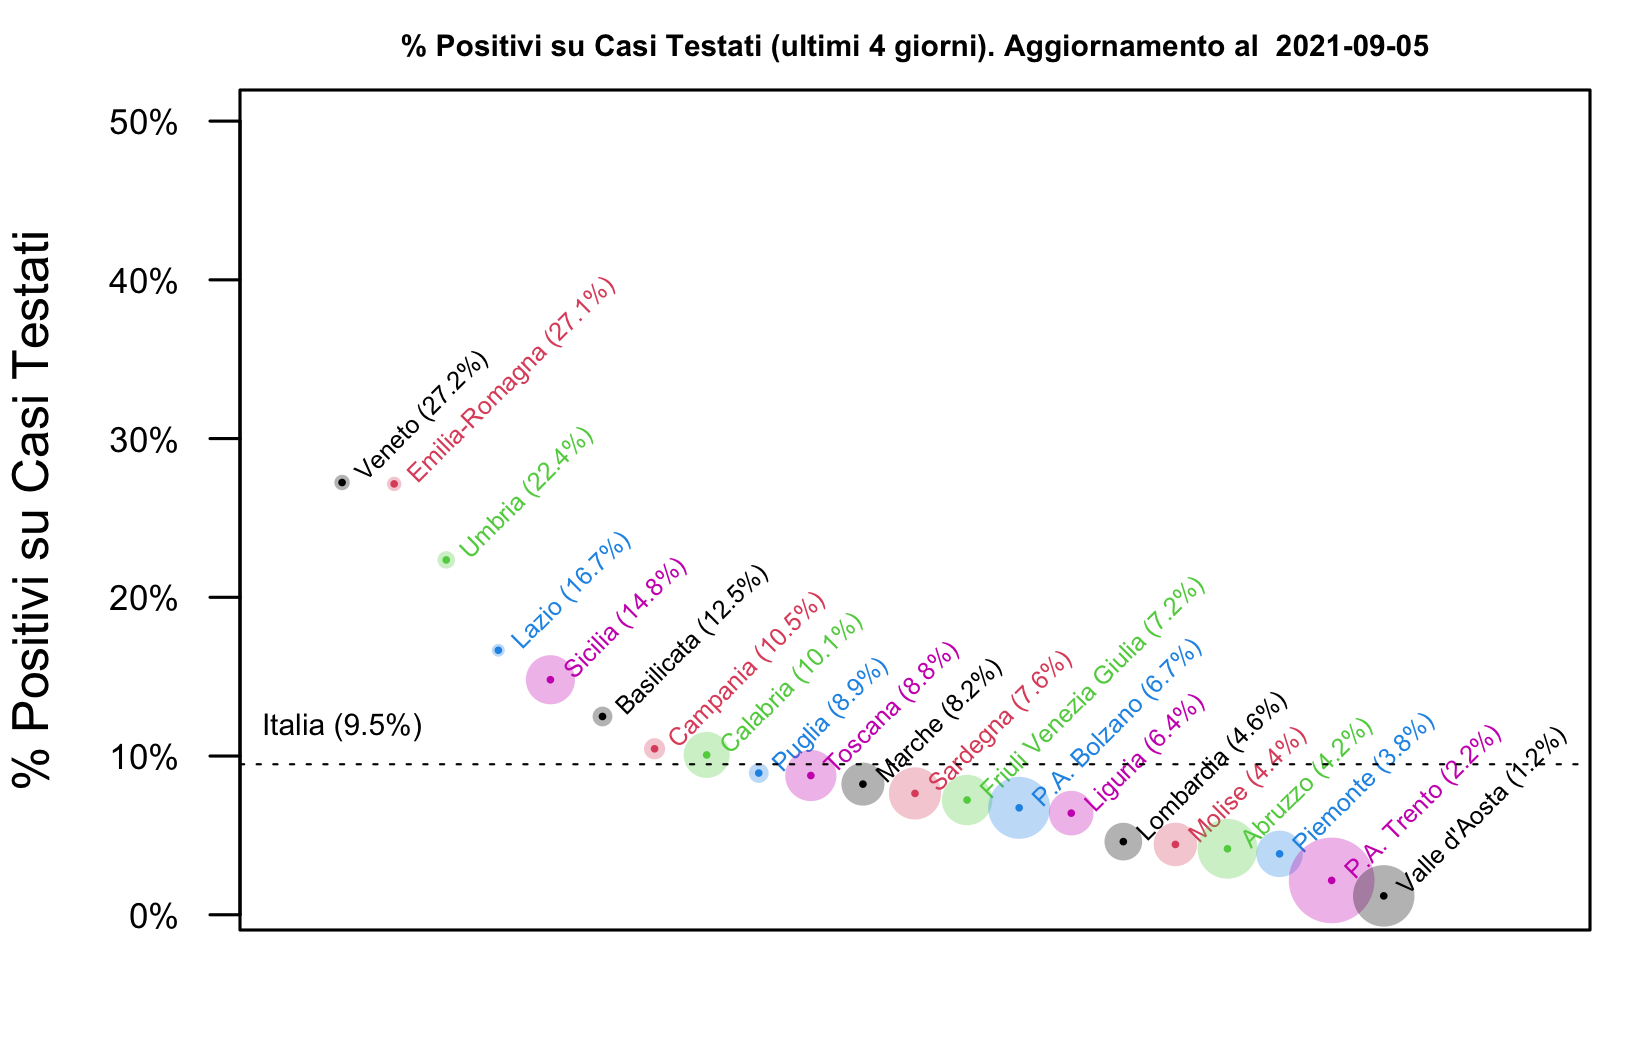 % Positivi su Casi Testati (ultimi 4 giorni). Aggiornamento al 2021-09-05
% Positivi su Casi Testati
50%
40%
30%
20%
10%
0%
Italia (9.5%)
Veneto (27.2%)
Emilia-Romagna (27.1%)
Umbria (22.4%)
Lazio (16.7%)
Sicilia (14.8%)
Basilicata (12.5%)
Campania (10.5%)
Calabria (10.1%)
Puglia (8.9%)
Toscana (8.8%)
Marche (8.2%)
Sardegna (7.6%)
Friuli Venezia Giulia (7.2%)
P.A. Bolzano (6.7%)
Liguria (6.4%)
Lombardia (4.6%)
Molise (4.4%)
Abruzzo (4.2%)
Piemonte (3.8%)
P.A. Trento (2.2%)
Valle d'Aosta (1.2%)